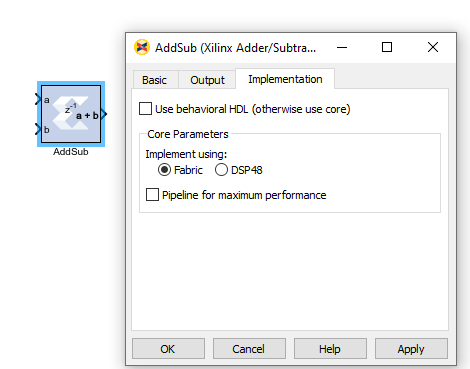 AddSub (Xilinx Adder/Subtra...
Basic Output Implementation
Use behavioral HDL (otherwise use core)
Core Parameters
Implement using:
Fabric DSP48
Pipeline for maximum performance
OK Cancel Help Apply
a
z-1
a + b
b
AddSub